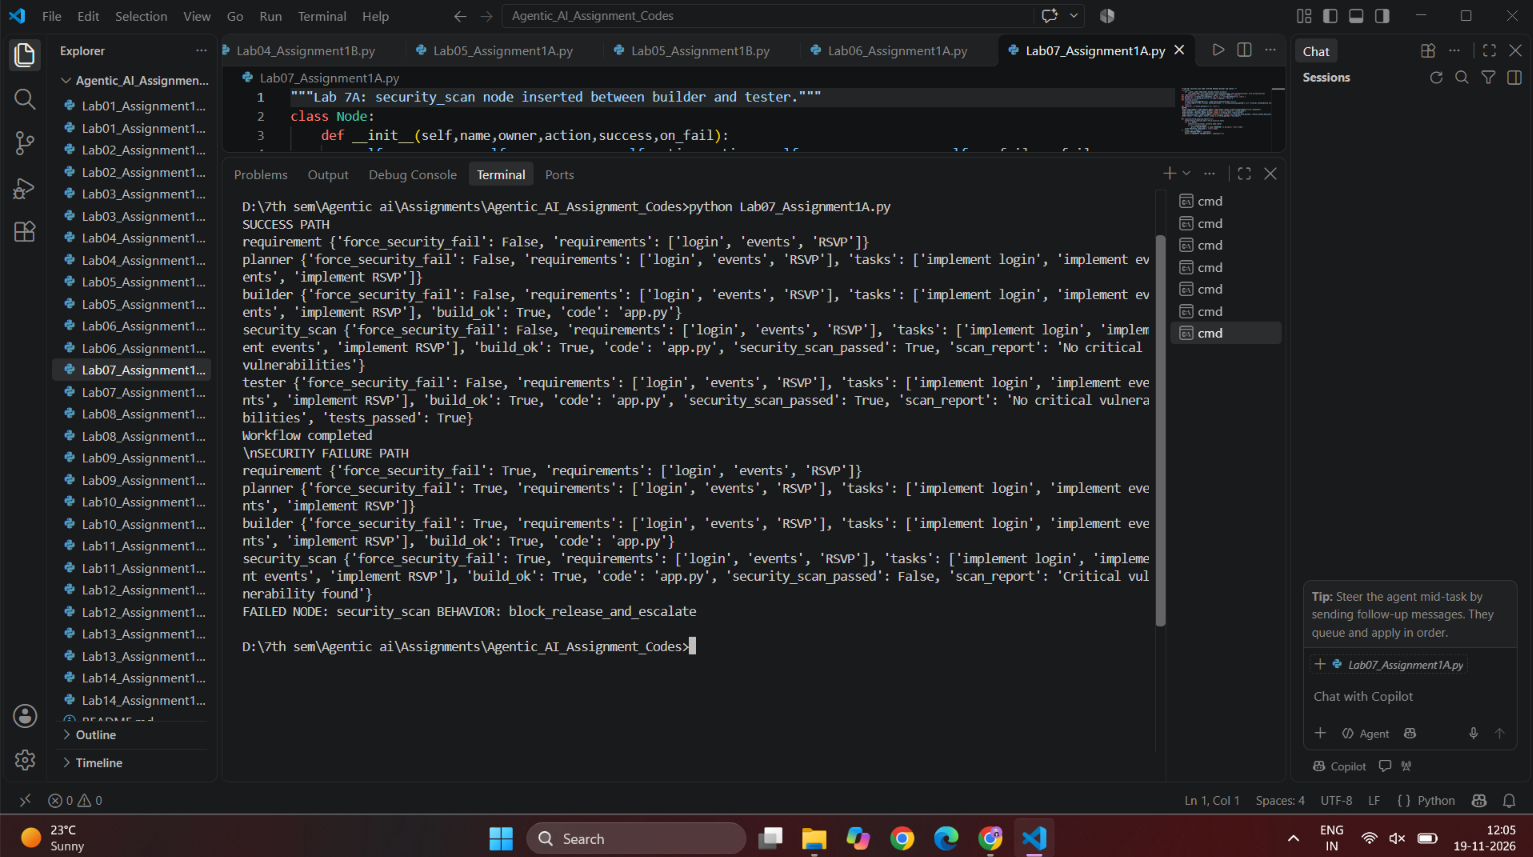 File Edit Selection View Go Run Terminal Help
Agentic_AI_Assignment_Codes
Explorer
Agentic_AI_Assignmen...
Lab01_Assignment1...
Lab01_Assignment1...
Lab02_Assignment1...
Lab02_Assignment1...
Lab03_Assignment1...
Lab03_Assignment1...
Lab04_Assignment1...
Lab04_Assignment1...
Lab05_Assignment1...
Lab05_Assignment1...
Lab06_Assignment1...
Lab06_Assignment1...
Lab07_Assignment1...
Lab07_Assignment1...
Lab08_Assignment1...
Lab08_Assignment1...
Lab09_Assignment1...
Lab09_Assignment1...
Lab10_Assignment1...
Lab10_Assignment1...
Lab11_Assignment1...
Lab11_Assignment1...
Lab12_Assignment1...
Lab12_Assignment1...
Lab13_Assignment1...
Lab13_Assignment1...
Lab14_Assignment1...
Lab14_Assignment1...
README.md
Outline
Timeline
Lab04_Assignment1B.py Lab05_Assignment1A.py Lab05_Assignment1B.py Lab06_Assignment1A.py Lab07_Assignment1A.py
Lab07_Assignment1A.py
1 """Lab 7A: security_scan node inserted between builder and tester."""
2 class Node:
3 def __init__(self,name,owner,action,success,on_fail):
Problems Output Debug Console Terminal Ports
D:\7th sem\Agentic ai\Assignments\Agentic_AI_Assignment_Codes>python Lab07_Assignment1A.py
SUCCESS PATH
requirement {'force_security_fail': False, 'requirements': ['login', 'events', 'RSVP']}
planner {'force_security_fail': False, 'requirements': ['login', 'events', 'RSVP'], 'tasks': ['implement login', 'implement ev
ents', 'implement RSVP']}
builder {'force_security_fail': False, 'requirements': ['login', 'events', 'RSVP'], 'tasks': ['implement login', 'implement ev
ents', 'implement RSVP'], 'build_ok': True, 'code': 'app.py'}
security_scan {'force_security_fail': False, 'requirements': ['login', 'events', 'RSVP'], 'tasks': ['implement login', 'implem
ent events', 'implement RSVP'], 'build_ok': True, 'code': 'app.py', 'security_scan_passed': True, 'scan_report': 'No critical
vulnerabilities'}
tester {'force_security_fail': False, 'requirements': ['login', 'events', 'RSVP'], 'tasks': ['implement login', 'implement eve
nts', 'implement RSVP'], 'build_ok': True, 'code': 'app.py', 'security_scan_passed': True, 'scan_report': 'No critical vulnera
bilities', 'tests_passed': True}
Workflow completed
\nSECURITY FAILURE PATH
requirement {'force_security_fail': True, 'requirements': ['login', 'events', 'RSVP']}
planner {'force_security_fail': True, 'requirements': ['login', 'events', 'RSVP'], 'tasks': ['implement login', 'implement eve
nts', 'implement RSVP']}
builder {'force_security_fail': True, 'requirements': ['login', 'events', 'RSVP'], 'tasks': ['implement login', 'implement eve
nts', 'implement RSVP'], 'build_ok': True, 'code': 'app.py'}
security_scan {'force_security_fail': True, 'requirements': ['login', 'events', 'RSVP'], 'tasks': ['implement login', 'impleme
nt events', 'implement RSVP'], 'build_ok': True, 'code': 'app.py', 'security_scan_passed': False, 'scan_report': 'Critical vul
nerability found'}
FAILED NODE: security_scan BEHAVIOR: block_release_and_escalate
D:\7th sem\Agentic ai\Assignments\Agentic_AI_Assignment_Codes>
cmd
cmd
cmd
cmd
cmd
cmd
cmd
Chat
Sessions
Tip: Steer the agent mid-task by
sending follow-up messages. They
queue and apply in order.
Lab07_Assignment1A.py
Chat with Copilot
Agent
Copilot
0 0
Ln 1, Col 1 Spaces: 4 UTF-8 LF { } Python
23°C
Sunny
Search
ENG
IN
12:05
19-11-2026